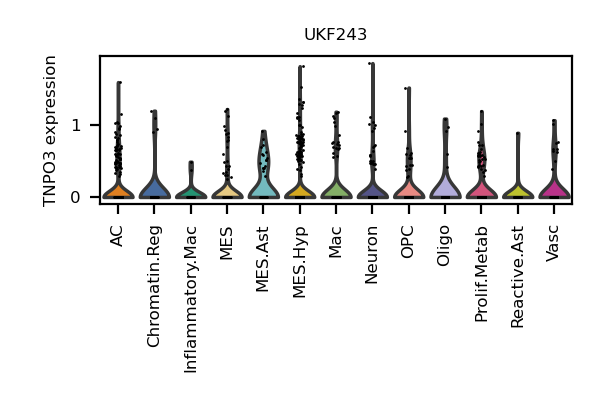 UKF243
TNPO3 expression
1
0
AC
Chromatin.Reg
Inflammatory.Mac
MES
MES.Ast
MES.Hyp
Mac
Neuron
OPC
Oligo
Prolif.Metab
Reactive.Ast
Vasc